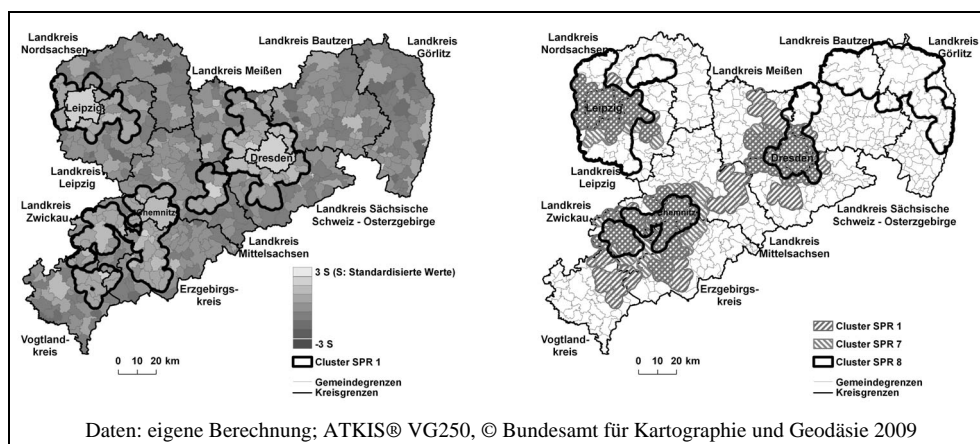 Landkreis
Nordsachsen
Landkreis Bautzen
Landkreis
Görlitz
Landkreis Meißen
Leipzig
Dresden
Landkreis
Leipzig
Landkreis
Zwickau
Chemnitz
Landkreis Sächsische
Schweiz - Osterzgebirge
Landkreis
Mittelsachsen
Erzgebirgs-
kreis
Vogtland-
kreis
0 10 20 km
3 S (S: Standardisierte Werte)
-3 S
Cluster SPR 1
Gemeindegrenzen
Kreisgrenzen
Landkreis
Nordsachsen
Landkreis Bautzen
Landkreis
Görlitz
Landkreis Meißen
Leipzig
Dresden
Landkreis
Leipzig
Landkreis
Zwickau
Chemnitz
Landkreis Sächsische
Schweiz - Osterzgebirge
Landkreis
Mittelsachsen
Erzgebirgs-
kreis
Vogtland-
kreis
0 10 20 km
Cluster SPR 1
Cluster SPR 7
Cluster SPR 8
Gemeindegrenzen
Kreisgrenzen
Daten: eigene Berechnung; ATKIS® VG250, © Bundesamt für Kartographie und Geodäsie 2009